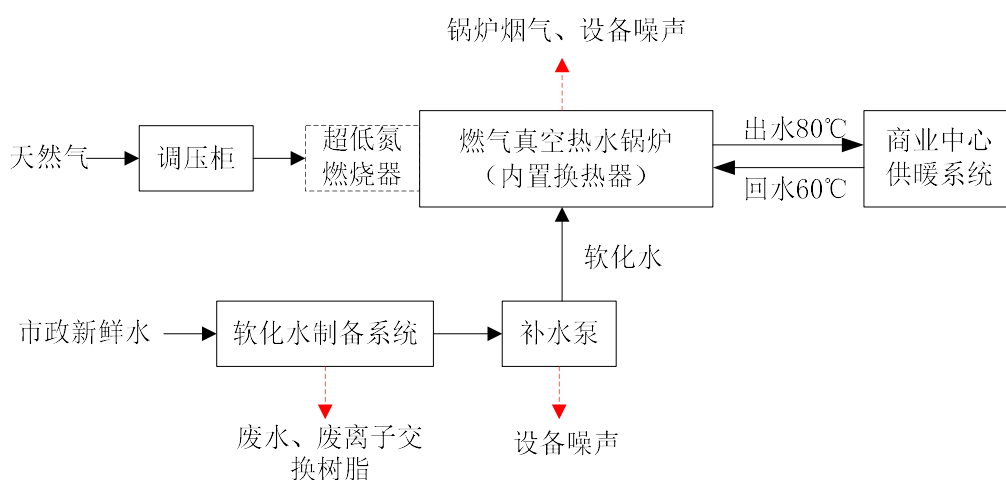 锅炉烟气、设备噪声
天然气
调压柜
超低氮
燃烧器
燃气真空热水锅炉
（内置换热器）
出水80℃
回水60℃
商业中心
供暖系统
软化水
市政新鲜水
软化水制备系统
补水泵
废水、废离子交
换树脂
设备噪声